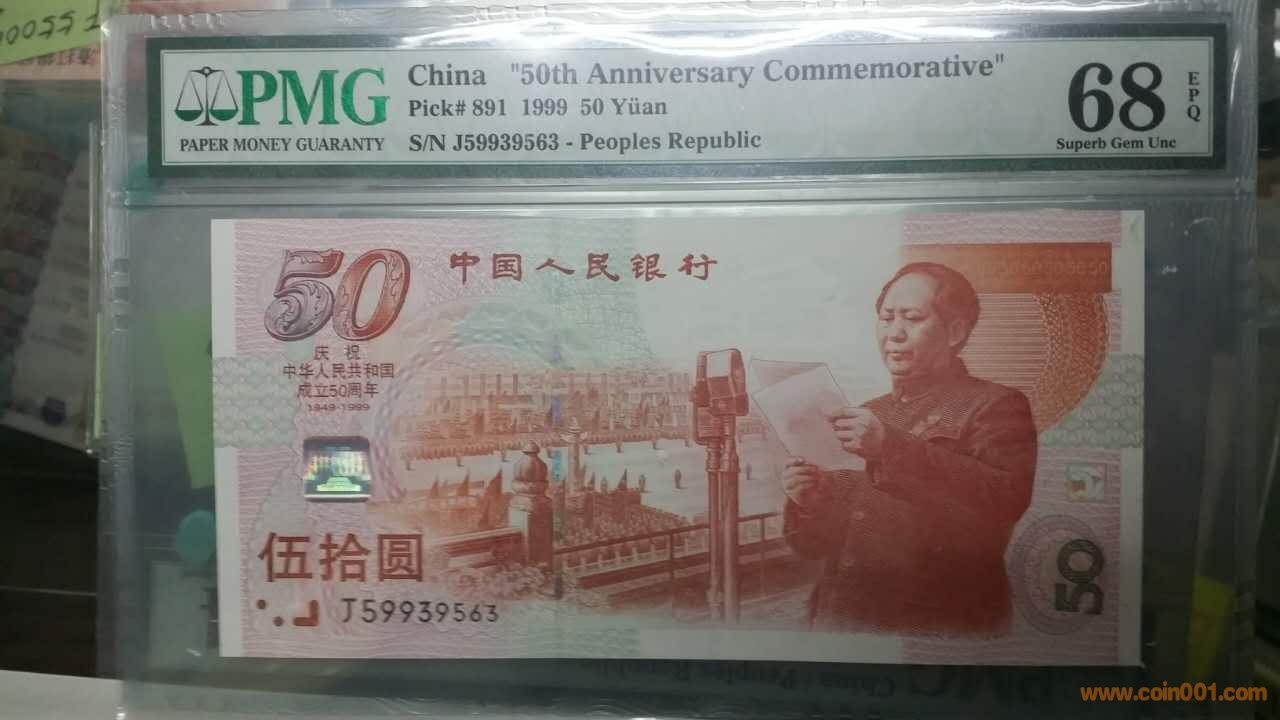 PMG
PAPER MONEY GUARANTY
China "50th Anniversary Commemorative"
Pick# 891 1999 50 Yüan
S/N J59939563 - Peoples Republic
68
EPQ
Superb Gem Unc
50
中国人民银行
庆祝
中华人民共和国
成立50周年
1949-1999
伍拾圆
J59939563
50
www.coin001.com